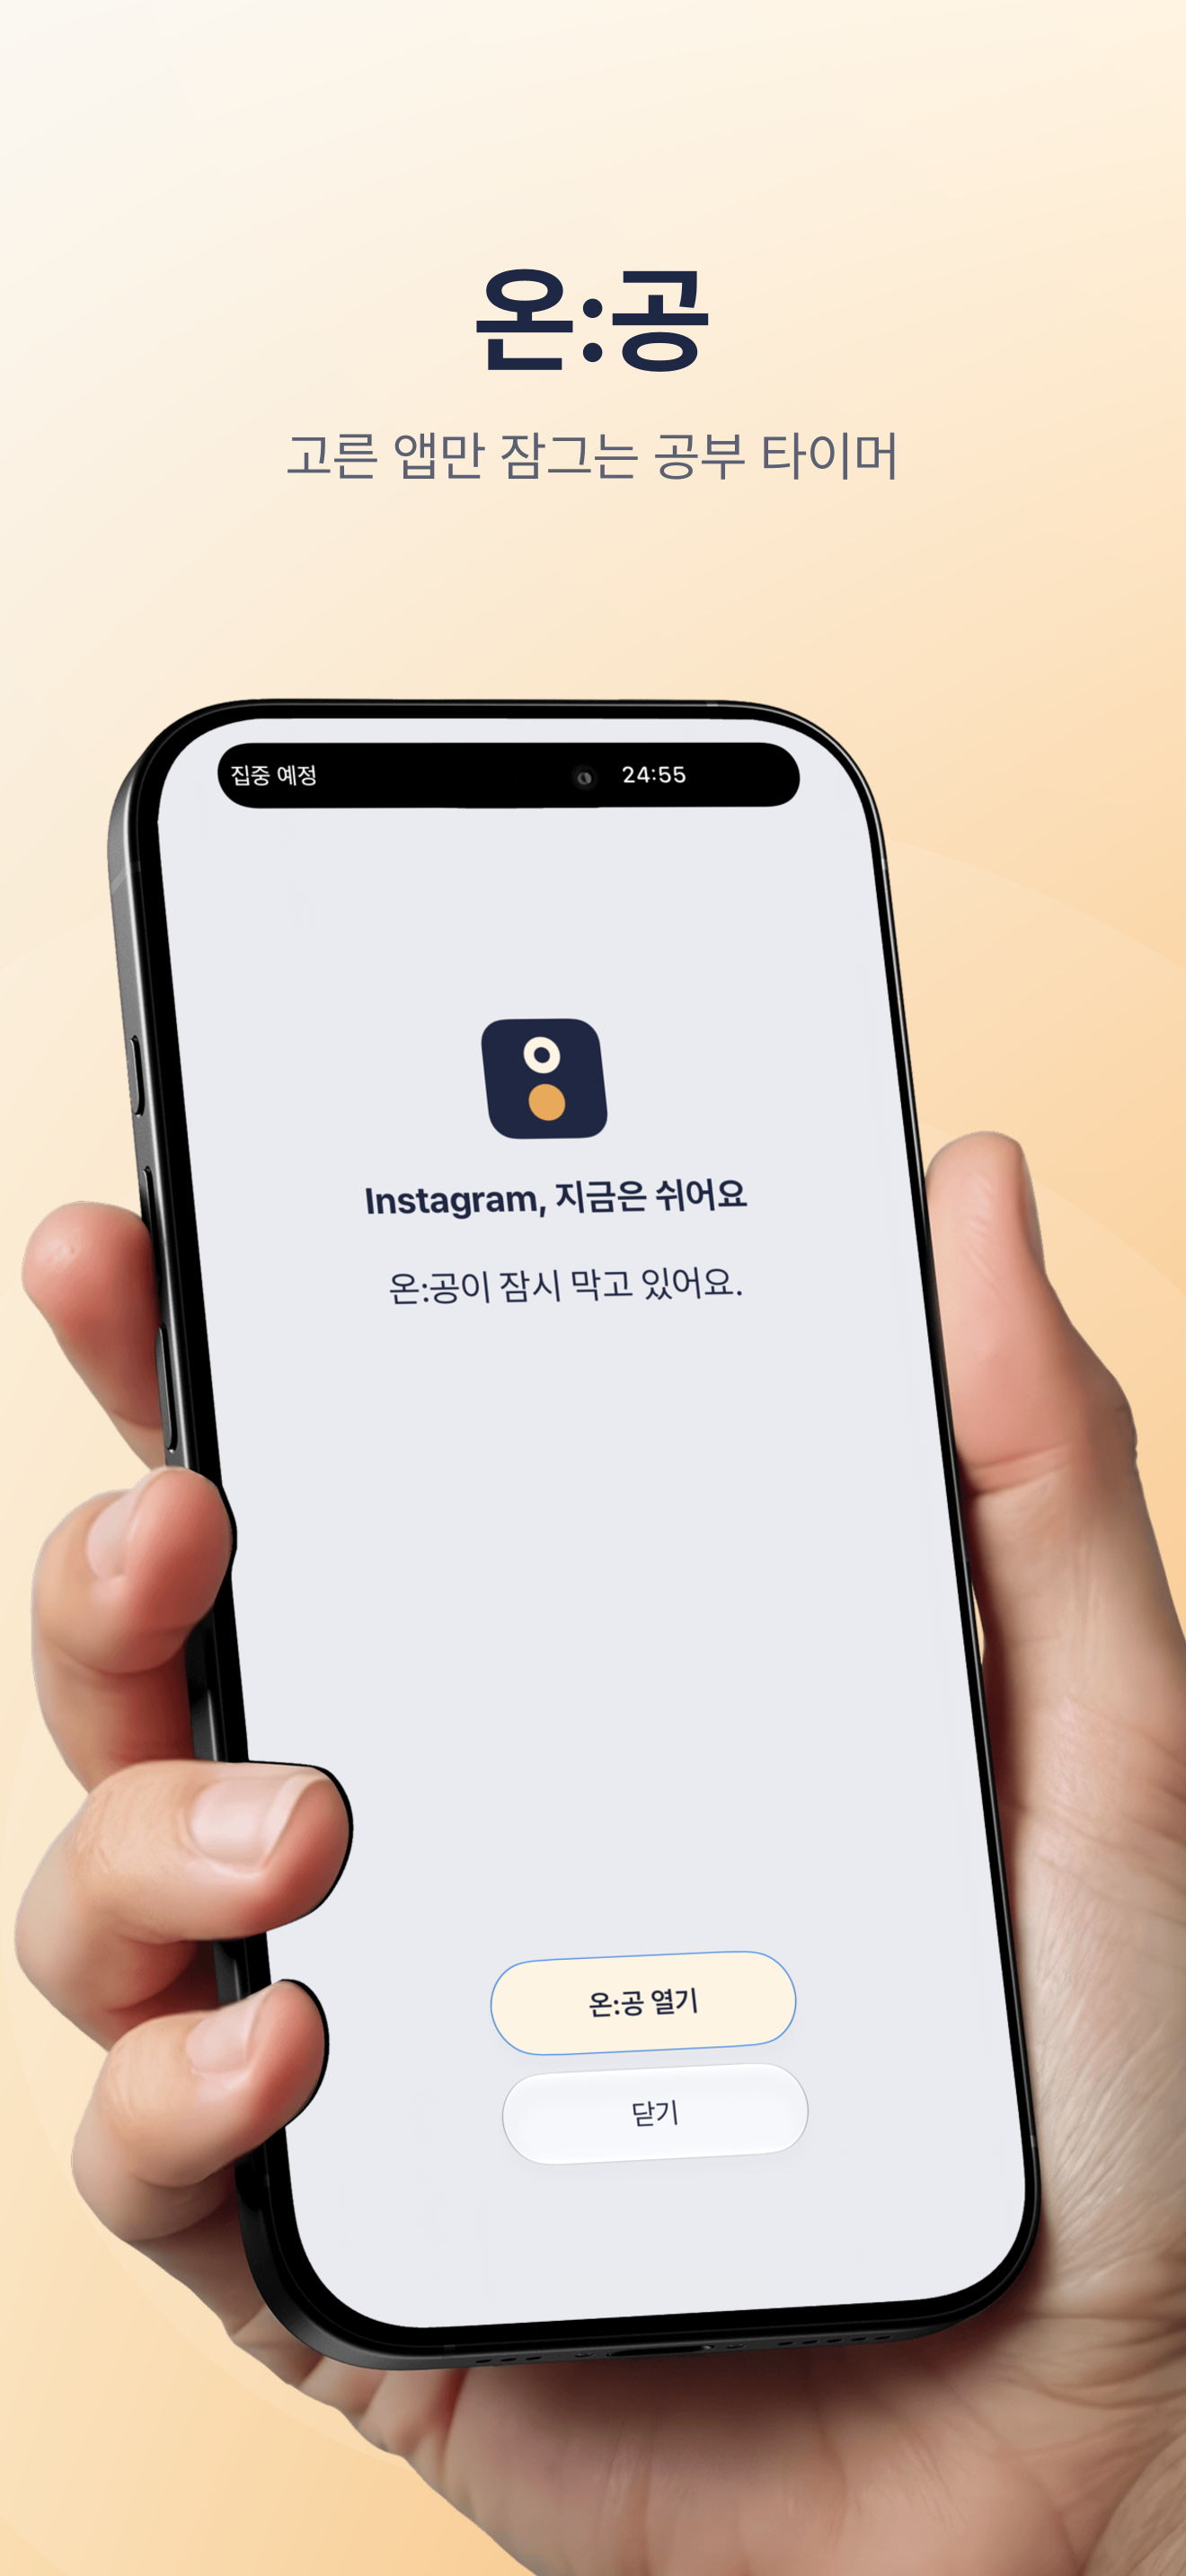 온:공
고른 앱만 잠그는 공부 타이머
집중 예정 24:55
Instagram, 지금은 쉬어요
온:공이 잠시 막고 있어요.
온:공 열기
닫기